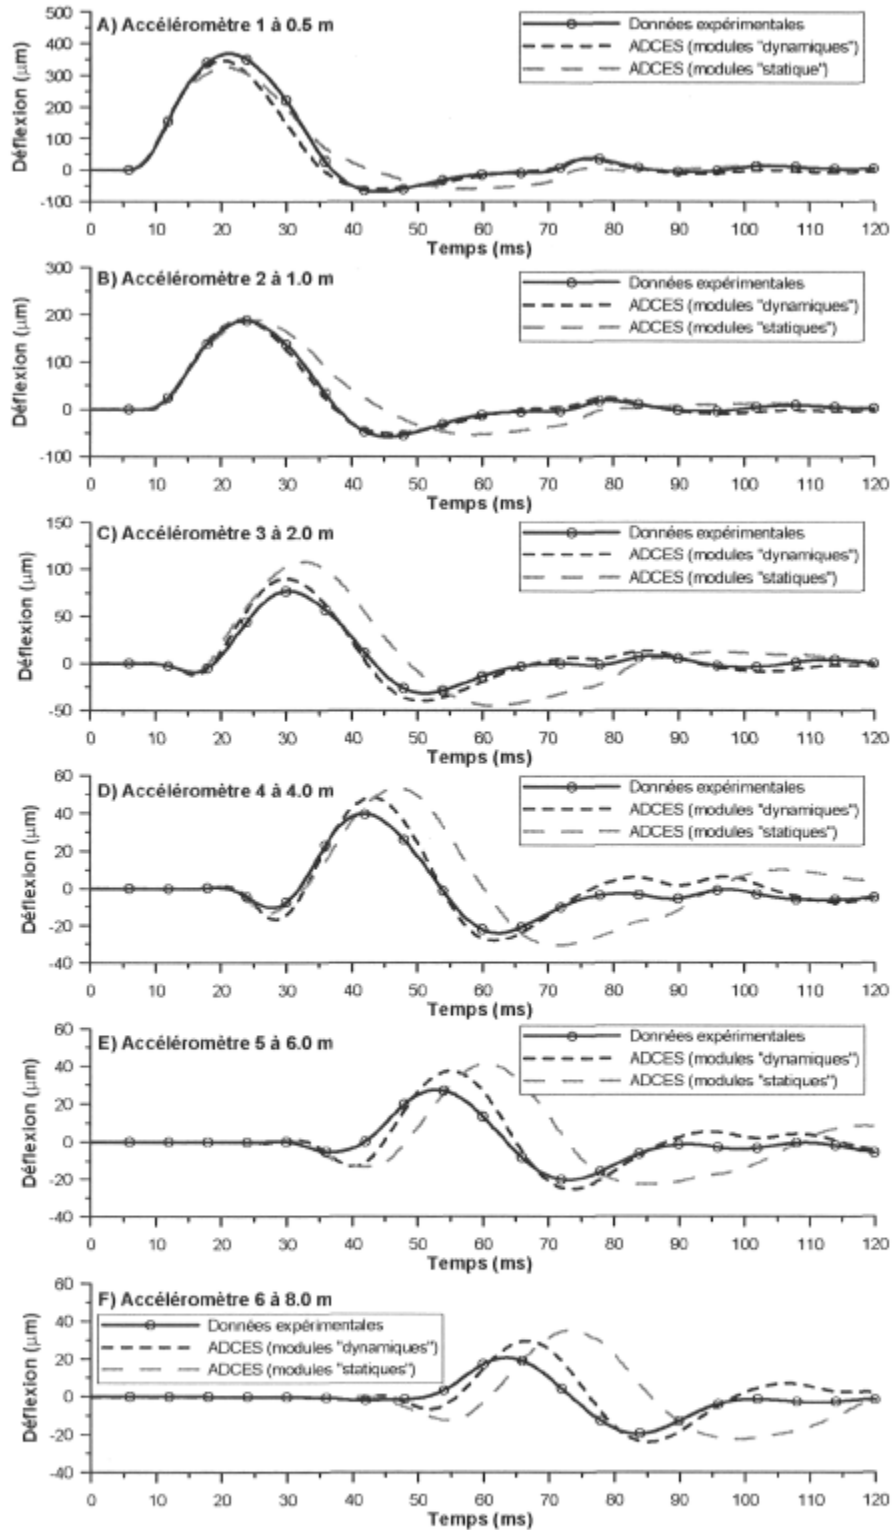 A) Accéléromètre 1 à 0.5 m
Données expérimentales
ADCES (modules "dynamiques")
ADCES (modules "statique")
Déflexion (μm)
500
400
300
200
100
0
-100
0 10 20 30 40 50 60 70 80 90 100 110 120
Temps (ms)
B) Accéléromètre 2 à 1.0 m
Données expérimentales
ADCES (modules "dynamiques")
ADCES (modules "statiques")
Déflexion (μm)
300
200
100
0
-100
0 10 20 30 40 50 60 70 80 90 100 110 120
Temps (ms)
C) Accéléromètre 3 à 2.0 m
Données expérimentales
ADCES (modules "dynamiques")
ADCES (modules "statiques")
Déflexion (μm)
150
100
50
0
-50
0 10 20 30 40 50 60 70 80 90 100 110 120
Temps (ms)
D) Accéléromètre 4 à 4.0 m
Données expérimentales
ADCES (modules "dynamiques")
ADCES (modules "statiques")
Déflexion (μm)
60
40
20
0
-20
-40
0 10 20 30 40 50 60 70 80 90 100 110 120
Temps (ms)
E) Accéléromètre 5 à 6.0 m
Données expérimentales
ADCES (modules "dynamiques")
ADCES (modules "statiques")
Déflexion (μm)
60
40
20
0
-20
-40
0 10 20 30 40 50 60 70 80 90 100 110 120
Temps (ms)
F) Accéléromètre 6 à 8.0 m
Données expérimentales
ADCES (modules "dynamiques")
ADCES (modules "statiques")
Déflexion (μm)
60
40
20
0
-20
-40
0 10 20 30 40 50 60 70 80 90 100 110 120
Temps (ms)